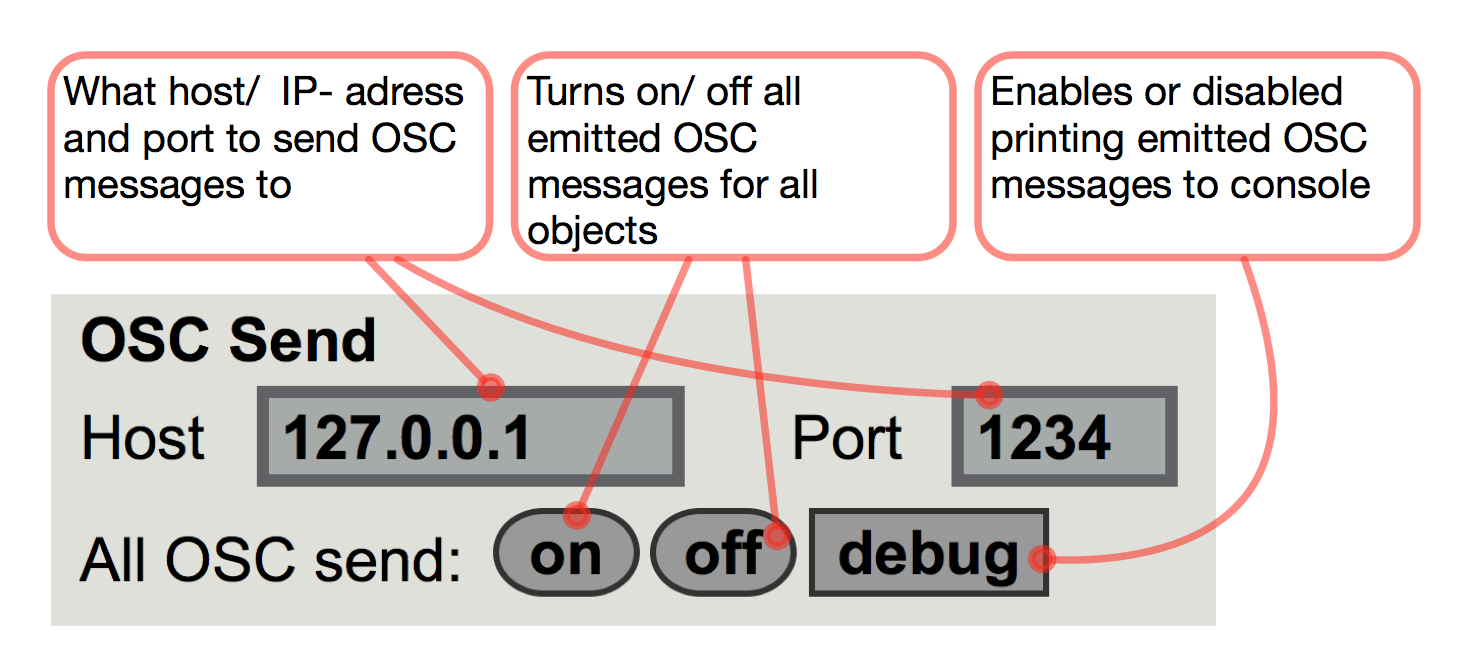 What host/  IP- adress
and port to send OSC
messages to
Turns on/ off all
emitted OSC
messages for all
objects
Enables or disabled
printing emitted OSC
messages to console
OSC Send
Host 127.0.0.1 Port 1234
All OSC send: on off debug